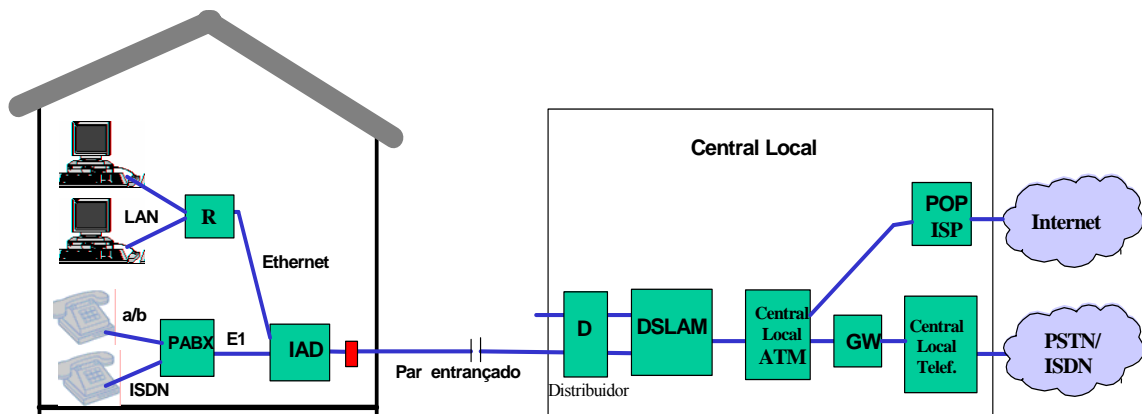 LAN
R
Ethernet
a/b
PABX
E1
IAD
ISDN
Par entrançado
Central Local
D
Distribuidor
DSLAM
Central
Local
ATM
POP
ISP
GW
Central
Local
Telef.
Internet
PSTN/
ISDN